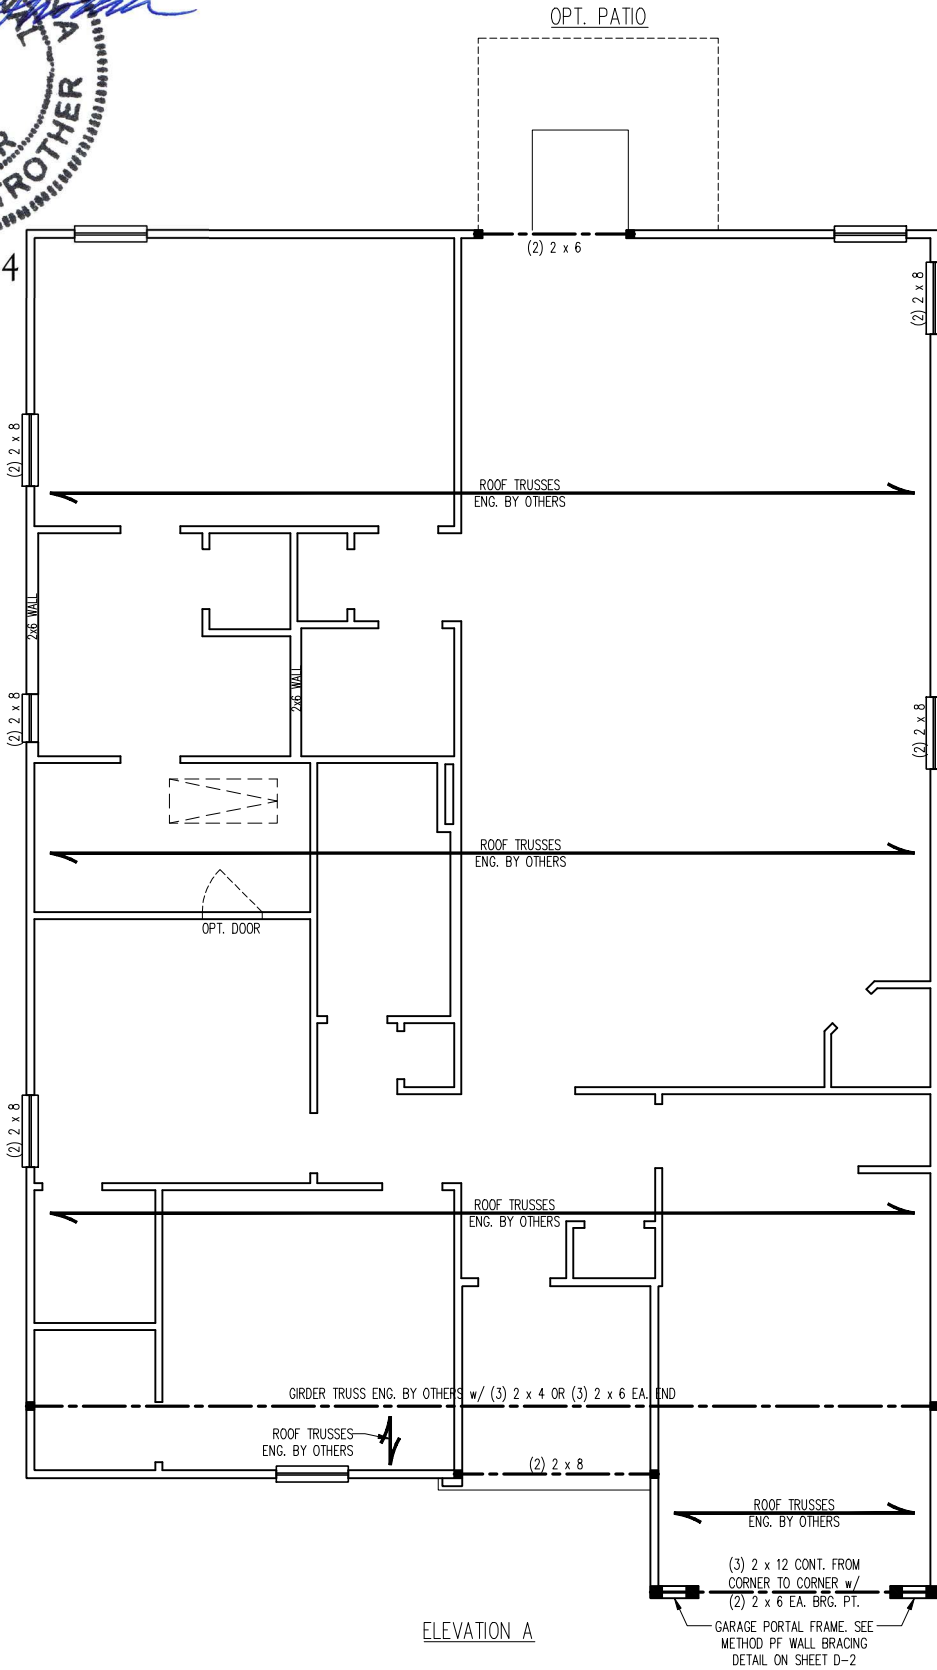 OPT. PATIO
TROTHER
4
(2) 2 x 6
(2) 2 x 8
(2) 2 x 8
ROOF TRUSSES
ENG. BY OTHERS
2x6 WALL
2x6 WALL
(2) 2 x 8
(2) 2 x 8
ROOF TRUSSES
ENG. BY OTHERS
OPT. DOOR
(2) 2 x 8
ROOF TRUSSES
ENG. BY OTHERS
GIRDER TRUSS ENG. BY OTHERS w/ (3) 2 x 4 OR (3) 2 x 6 EA. END
ROOF TRUSSES
ENG. BY OTHERS
(2) 2 x 8
ROOF TRUSSES
ENG. BY OTHERS
(3) 2 x 12 CONT. FROM
CORNER TO CORNER w/
(2) 2 x 6 EA. BRG. PT.
GARAGE PORTAL FRAME. SEE
METHOD PF WALL BRACING
DETAIL ON SHEET D-2
ELEVATION A